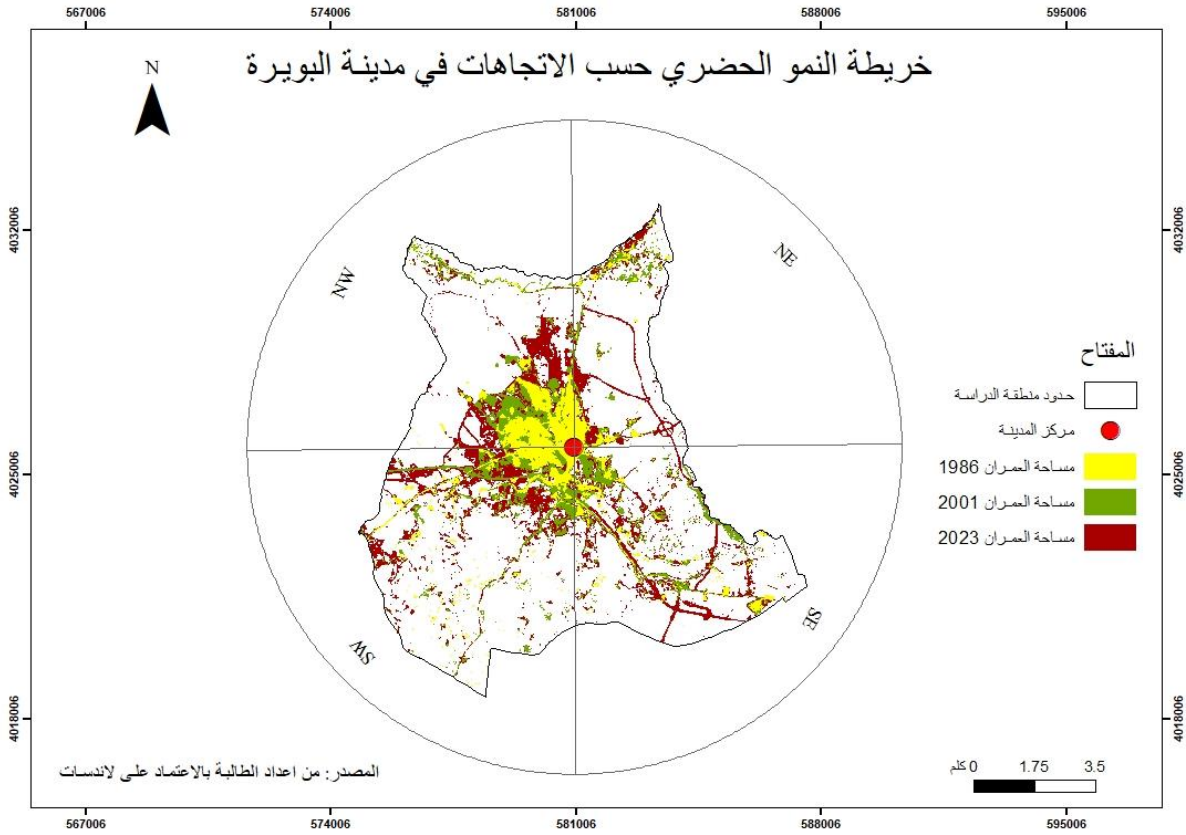 567006 574006 581006 588006 595006
خريطة النمو الحضري حسب الاتجاهات في مدينة البويرة
N
4032006 4032006
NW NE
المفتاح
حدود منطقة الدراسة
مركز المدينة
مساحة العمران 1986
مساحة العمران 2001
مساحة العمران 2023
4025006 4025006
SW SE
4018006 4018006
المصدر: من اعداد الطالبة بالاعتماد على لاندسات
كلم 0 1.75 3.5
567006 574006 581006 588006 595006